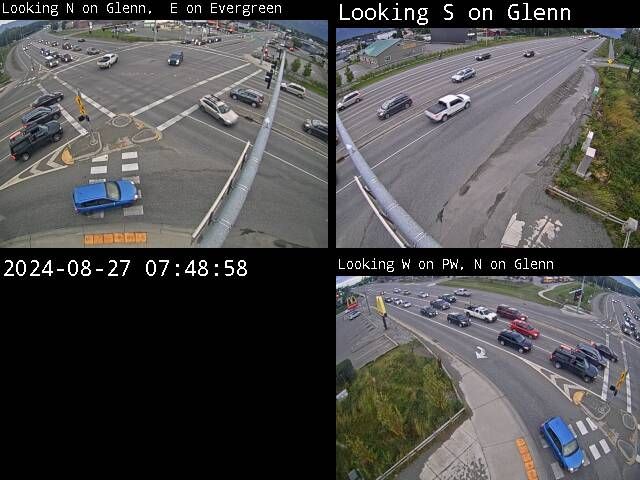 Looking N on Glenn, E on Evergreen
Looking S on Glenn
2024-08-27 07:48:58
Looking W on PW, N on Glenn